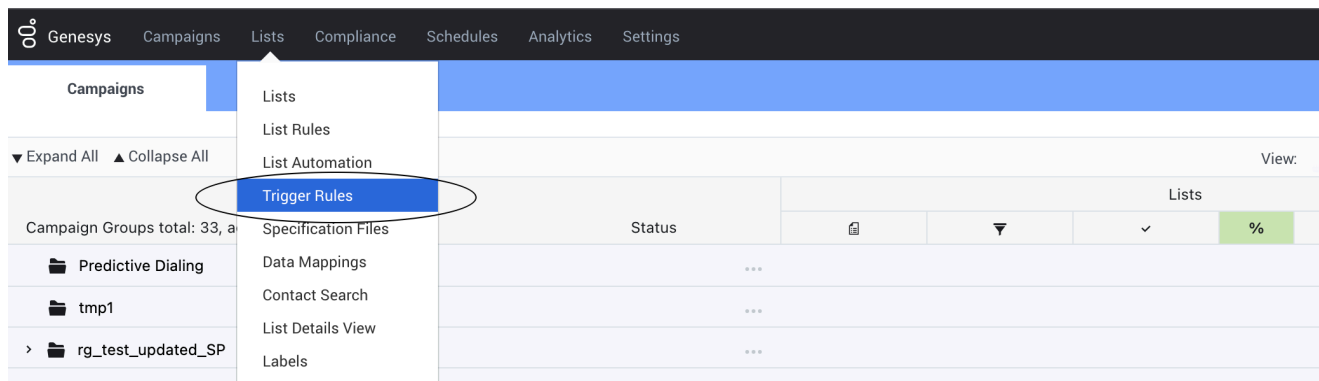 Genesys Campaigns Lists Compliance Schedules Analytics Settings
Campaigns
Lists
List Rules
List Automation
Trigger Rules
Specification Files
Data Mappings
Contact Search
List Details View
Labels
Expand All Collapse All
View:
Lists
Campaign Groups total: 33, a
Status
%
Predictive Dialing
tmp1
rg_test_updated_SP